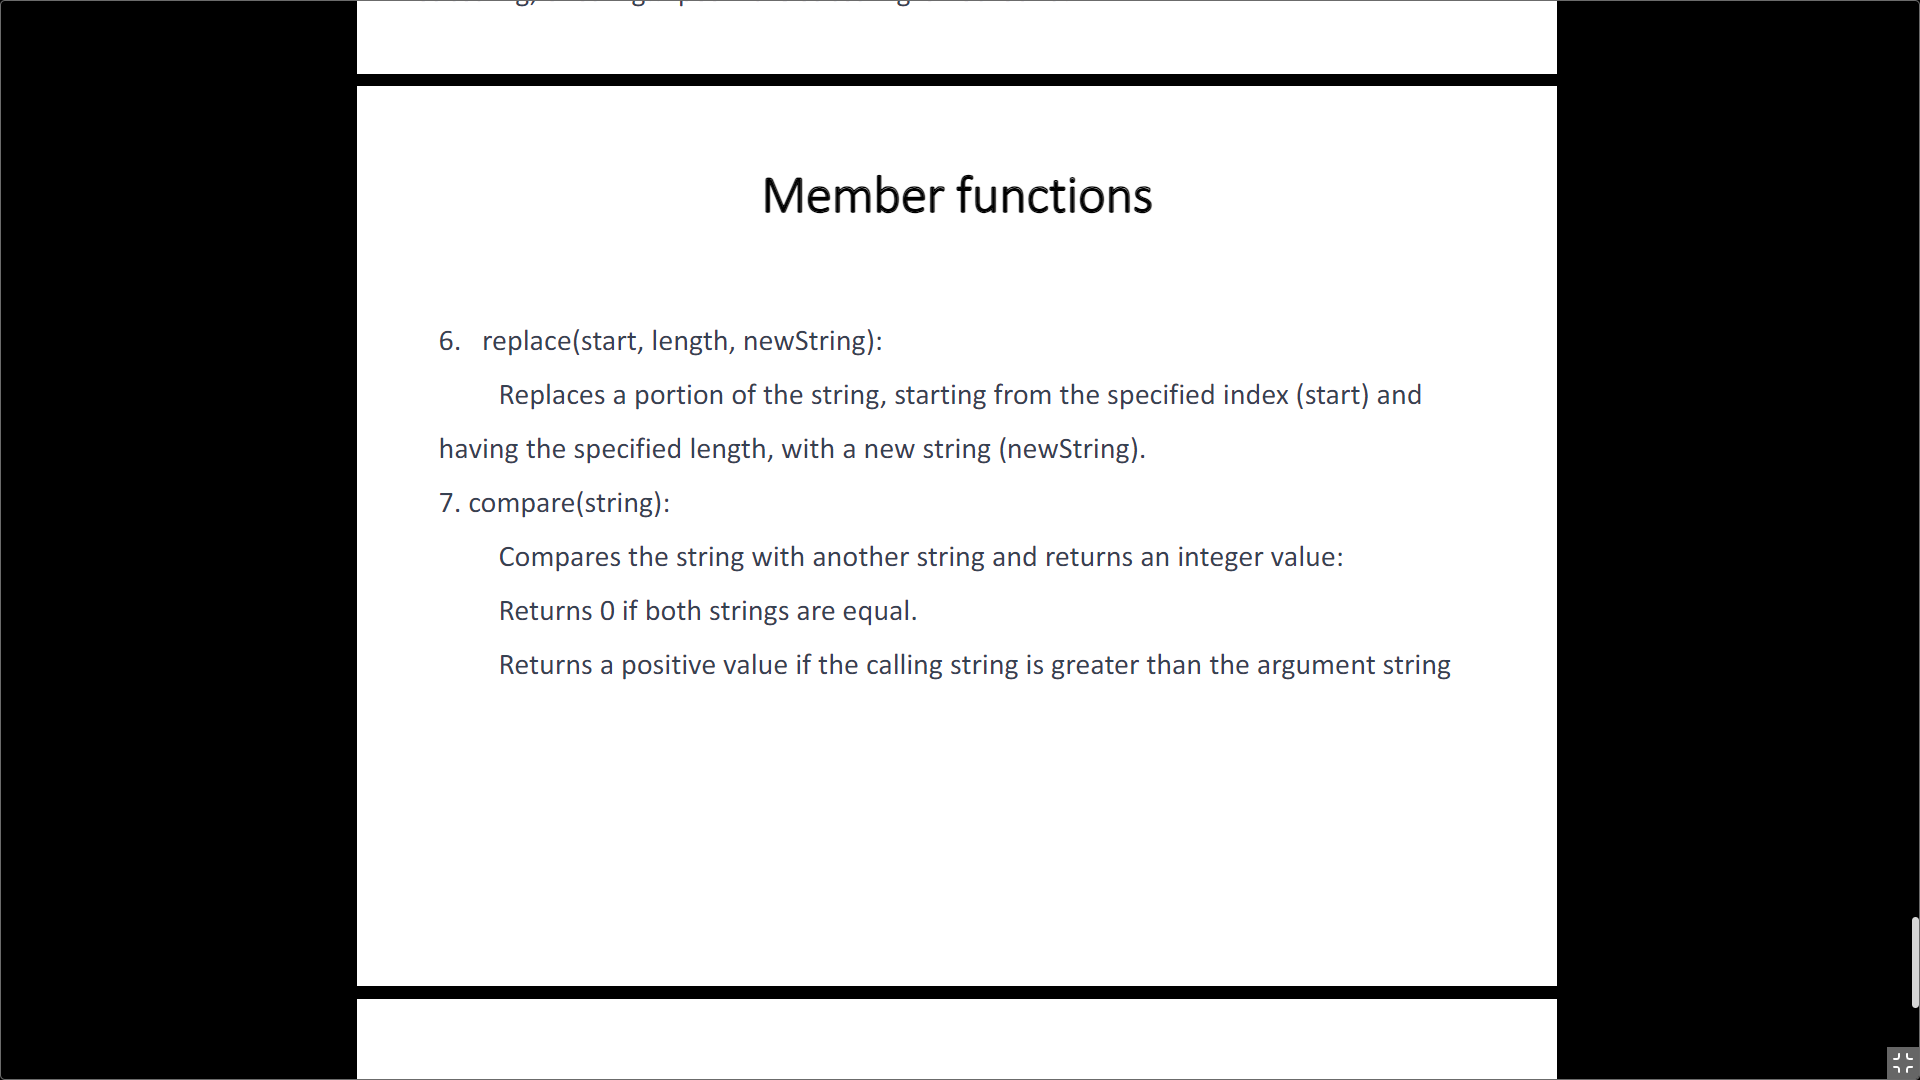 Member functions
6. replace(start, length, newString):
Replaces a portion of the string, starting from the specified index (start) and
having the specified length, with a new string (newString).
7. compare(string):
Compares the string with another string and returns an integer value:
Returns 0 if both strings are equal.
Returns a positive value if the calling string is greater than the argument string